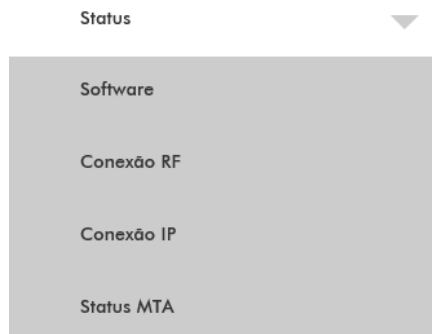 Status
Software
Conexão RF
Conexão IP
Status MTA